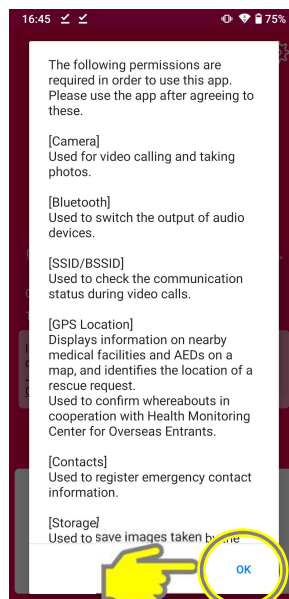 16:45 75%
The following permissions are
required in order to use this app.
Please use the app after agreeing to
these.
[Camera]
Used for video calling and taking
photos.
[Bluetooth]
Used to switch the output of audio
devices.
[SSID/BSSID]
Used to check the communication
status during video calls.
[GPS Location]
Displays information on nearby
medical facilities and AEDs on a
map, and identifies the location of a
rescue request.
Used to confirm whereabouts in
cooperation with Health Monitoring
Center for Overseas Entrants.
[Contacts]
Used to register emergency contact
information.
[Storage]
Used to save images taken by the
OK